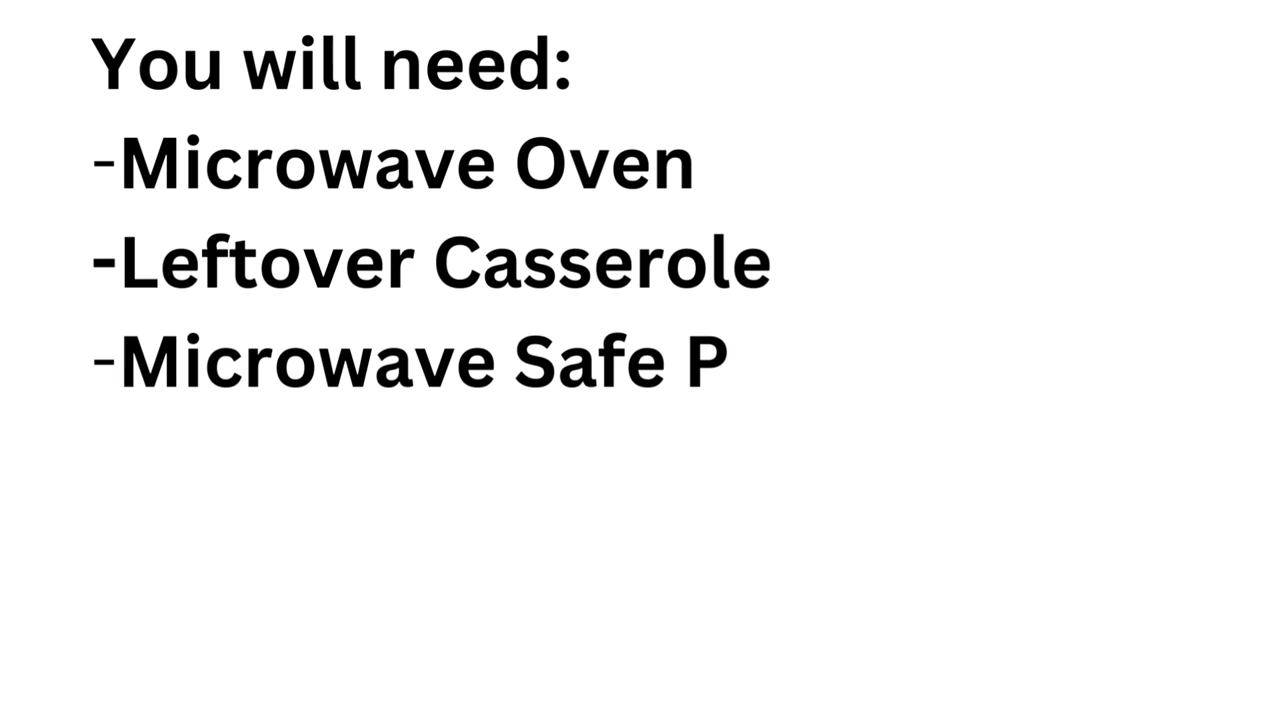 You will need:
-Microwave Oven
-Leftover Casserole
-Microwave Safe P